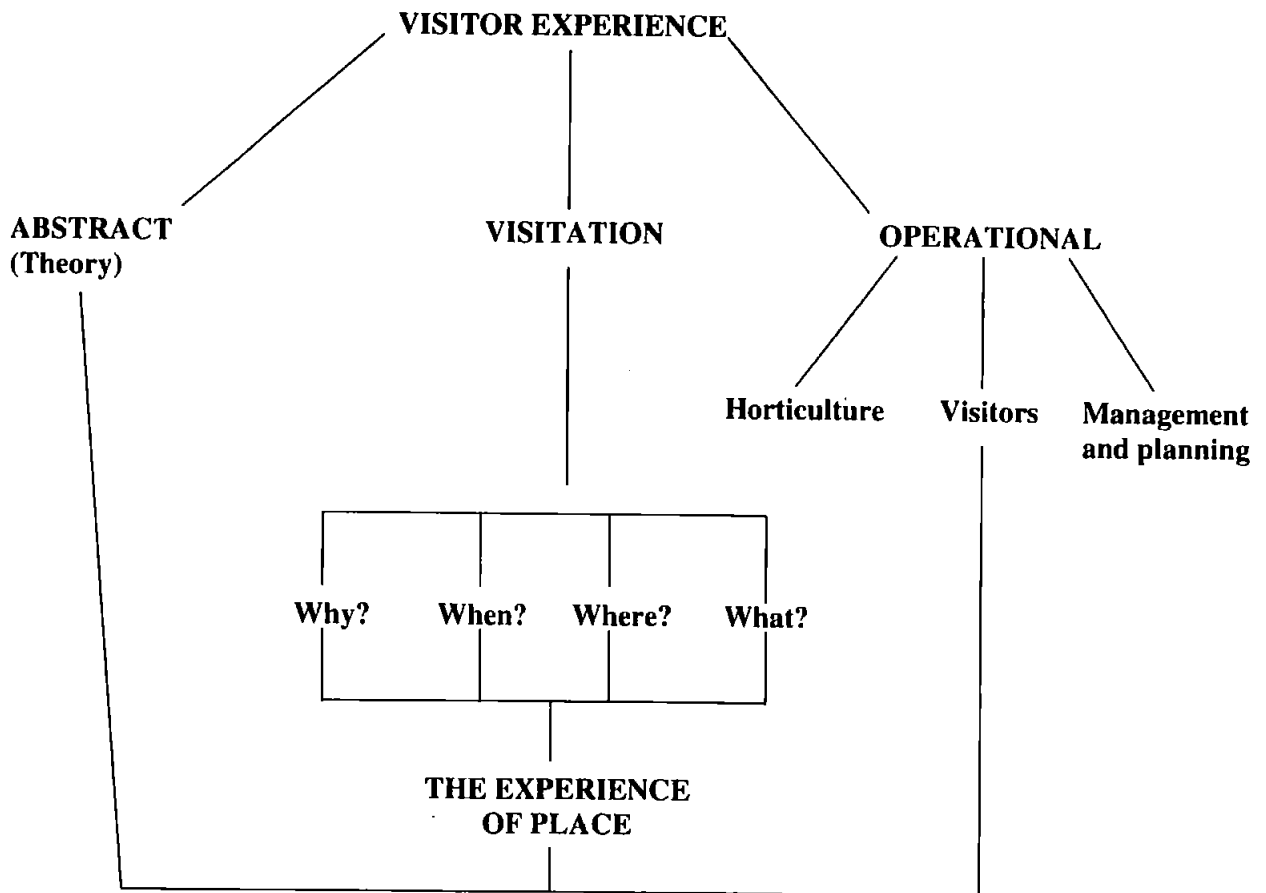 VISITOR EXPERIENCE
ABSTRACT
(Theory)
VISITATION
OPERATIONAL
Horticulture
Visitors
Management
and planning
Why?
When?
Where?
What?
THE EXPERIENCE
OF PLACE